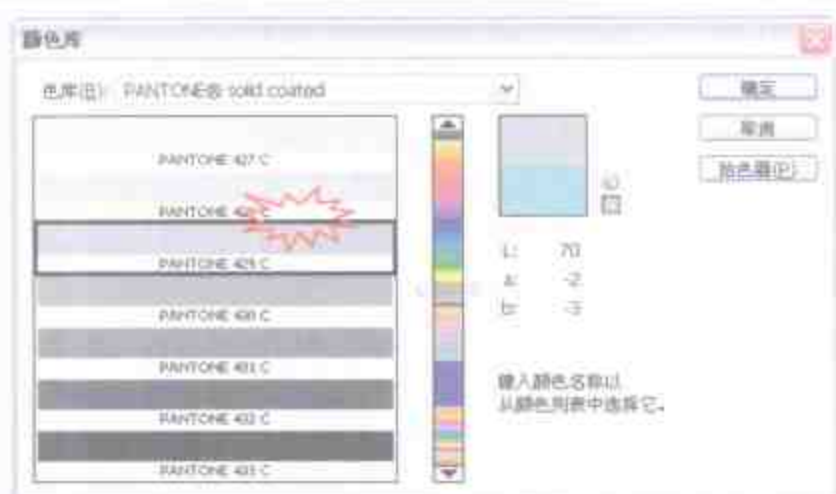 颜色库
色库(B): PANTONE® solid coated
确定
取消
拾色器(P)
PANTONE 427 C
PANTONE 428 C
PANTONE 429 C
PANTONE 430 C
PANTONE 431 C
PANTONE 432 C
PANTONE 433 C
L: 70
a: -2
b: -3
键入颜色名称以
从颜色列表中选择它。